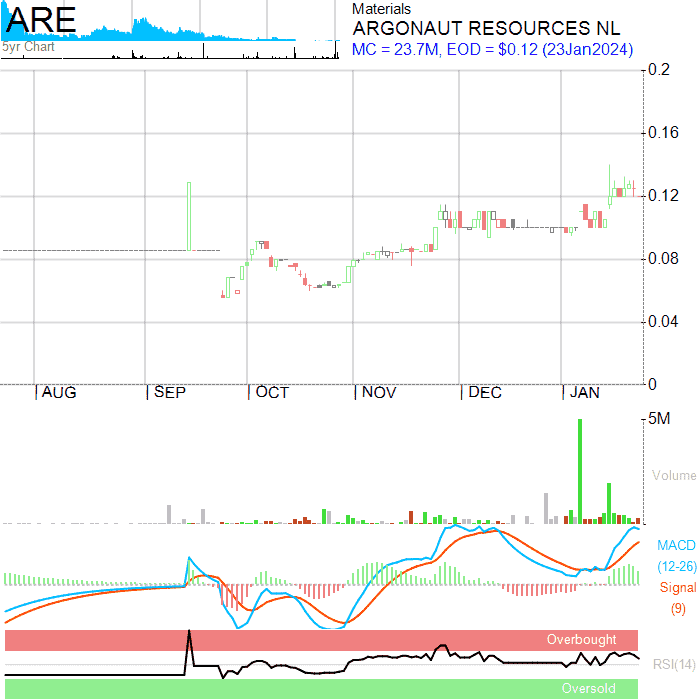 ARE
5yr Chart
Materials
ARGONAUT RESOURCES NL
MC = 23.7M, EOD = $0.12 (23Jan2024)
0.2
0.16
0.12
0.08
0.04
0
AUG SEP OCT NOV DEC JAN
5M
Volume
MACD
(12-26)
Signal
(9)
Overbought
RSI(14)
Oversold